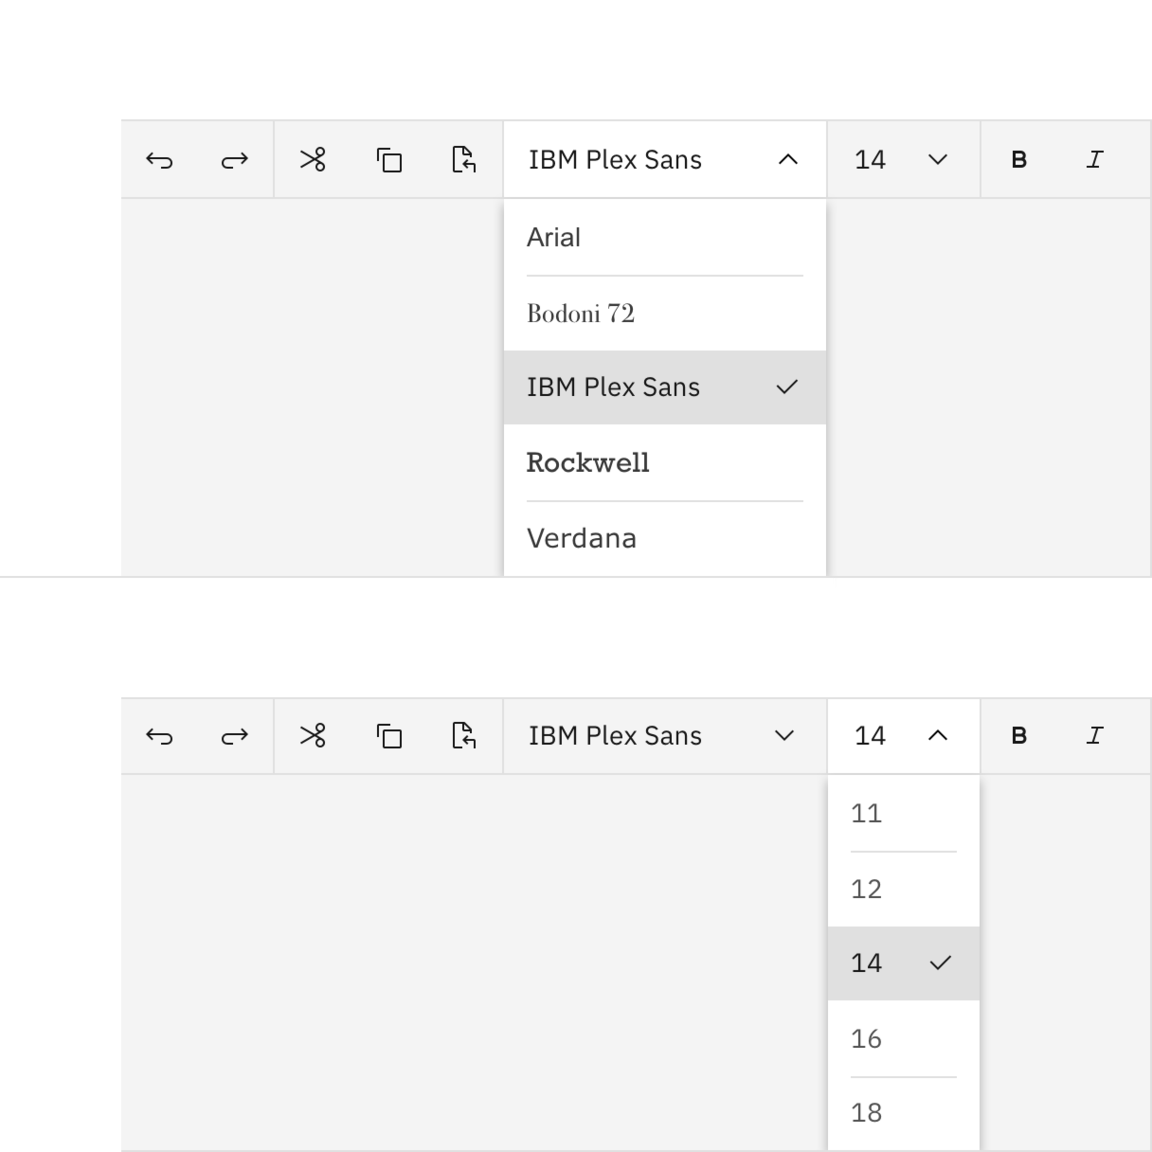 IBM Plex Sans 14 B I
Arial
Bodoni 72
IBM Plex Sans
Rockwell
Verdana
IBM Plex Sans 14 B I
11
12
14
16
18